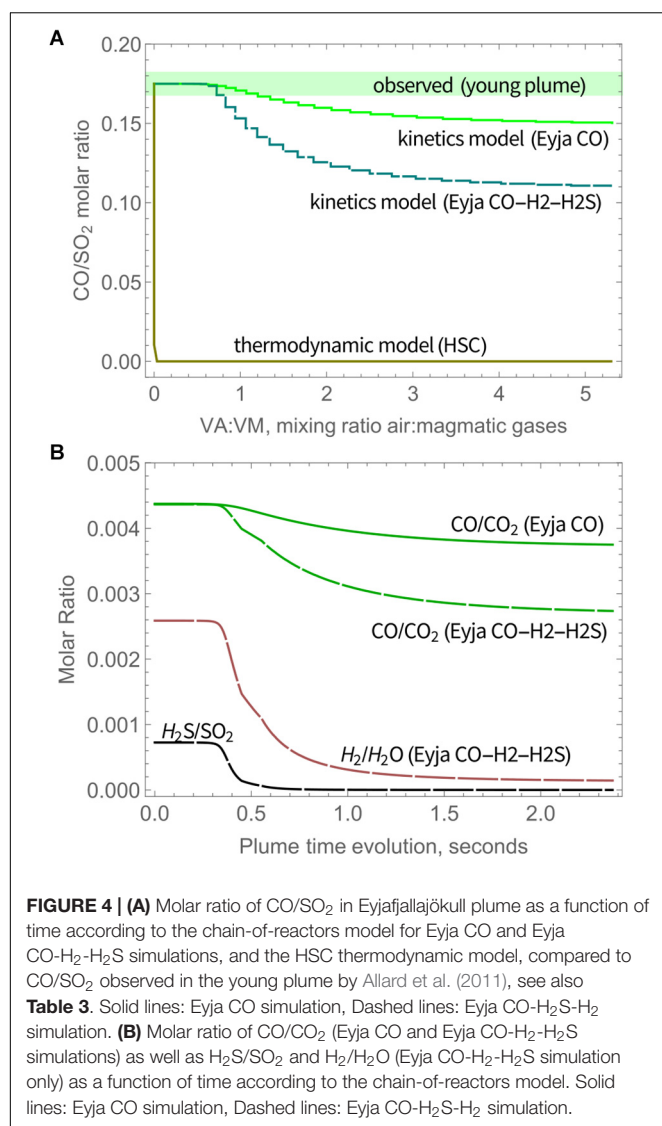 A
0.20
0.15
0.10
0.05
0.00
CO/SO₂ molar ratio
observed (young plume)
kinetics model (Eyja CO)
kinetics model (Eyja CO–H2–H2S)
thermodynamic model (HSC)
0 1 2 3 4 5
VA:VM, mixing ratio air:magmatic gases
B
0.005
0.004
0.003
0.002
0.001
0.000
Molar Ratio
CO/CO₂ (Eyja CO)
CO/CO₂ (Eyja CO–H2–H2S)
H₂S/SO₂
H₂/H₂O (Eyja CO–H2–H2S)
0.0 0.5 1.0 1.5 2.0
Plume time evolution, seconds
FIGURE 4 | (A) Molar ratio of CO/SO₂ in Eyjafjallajökull plume as a function of
time according to the chain-of-reactors model for Eyja CO and Eyja
CO-H₂-H₂S simulations, and the HSC thermodynamic model, compared to
CO/SO₂ observed in the young plume by Allard et al. (2011), see also
Table 3. Solid lines: Eyja CO simulation, Dashed lines: Eyja CO-H₂S-H₂
simulation. (B) Molar ratio of CO/CO₂ (Eyja CO and Eyja CO-H₂-H₂S
simulations) as well as H₂S/SO₂ and H₂/H₂O (Eyja CO-H₂-H₂S simulation
only) as a function of time according to the chain-of-reactors model. Solid
lines: Eyja CO simulation, Dashed lines: Eyja CO-H₂S-H₂ simulation.